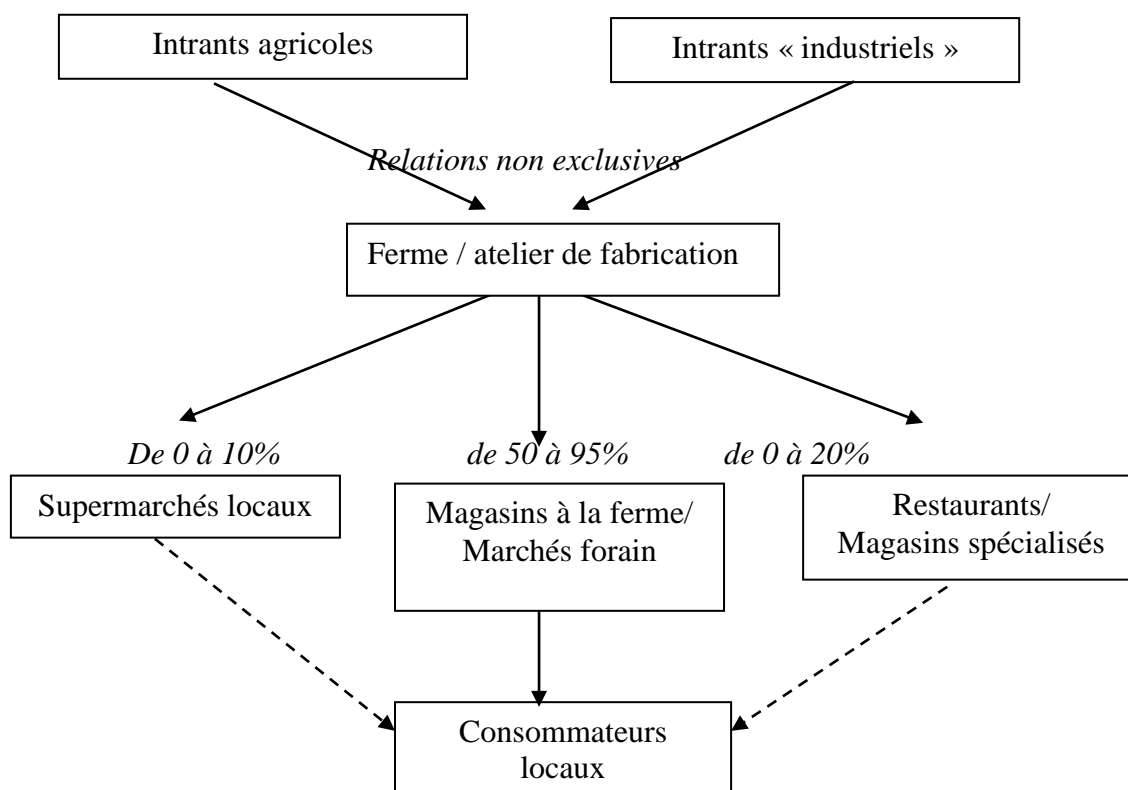 Intrants agricoles
Intrants « industriels »
Relations non exclusives
Ferme / atelier de fabrication
De 0 à 10%
de 50 à 95%
de 0 à 20%
Supermarchés locaux
Magasins à la ferme/
Marchés forain
Restaurants/
Magasins spécialisés
Consommateurs
locaux